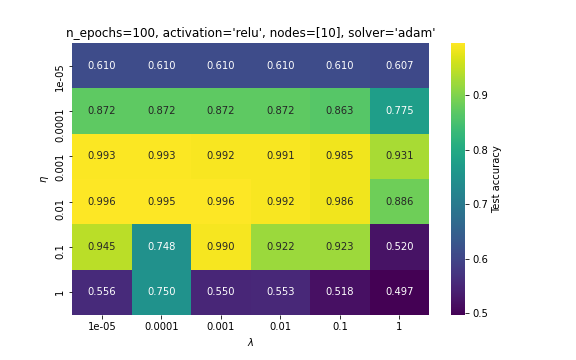 n_epochs=100, activation='relu', nodes=[10], solver='adam'
1e-05 0.610 0.610 0.610 0.610 0.610 0.607
0.0001 0.872 0.872 0.872 0.872 0.863 0.775
0.001 0.993 0.993 0.992 0.991 0.985 0.931
0.01 0.996 0.995 0.996 0.992 0.986 0.886
0.1 0.945 0.748 0.990 0.922 0.923 0.520
1 0.556 0.750 0.550 0.553 0.518 0.497
1e-05 0.0001 0.001 0.01 0.1 1
λ
η
0.9
0.8
0.7
0.6
0.5
Test accuracy